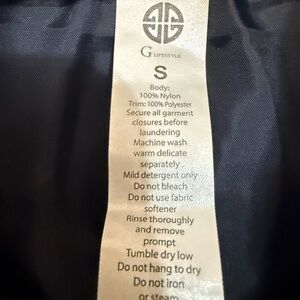 G LIFESTYLE
S
Body:
100% Nylon
Trim: 100% Polyester
Secure all garment
closures before
laundering
Machine wash
warm delicate
separately
Mild detergent only
Do not bleach
Do not use fabric
softener
Rinse thoroughly
and remove
prompt
Tumble dry low
Do not hang to dry
Do not iron
or steam